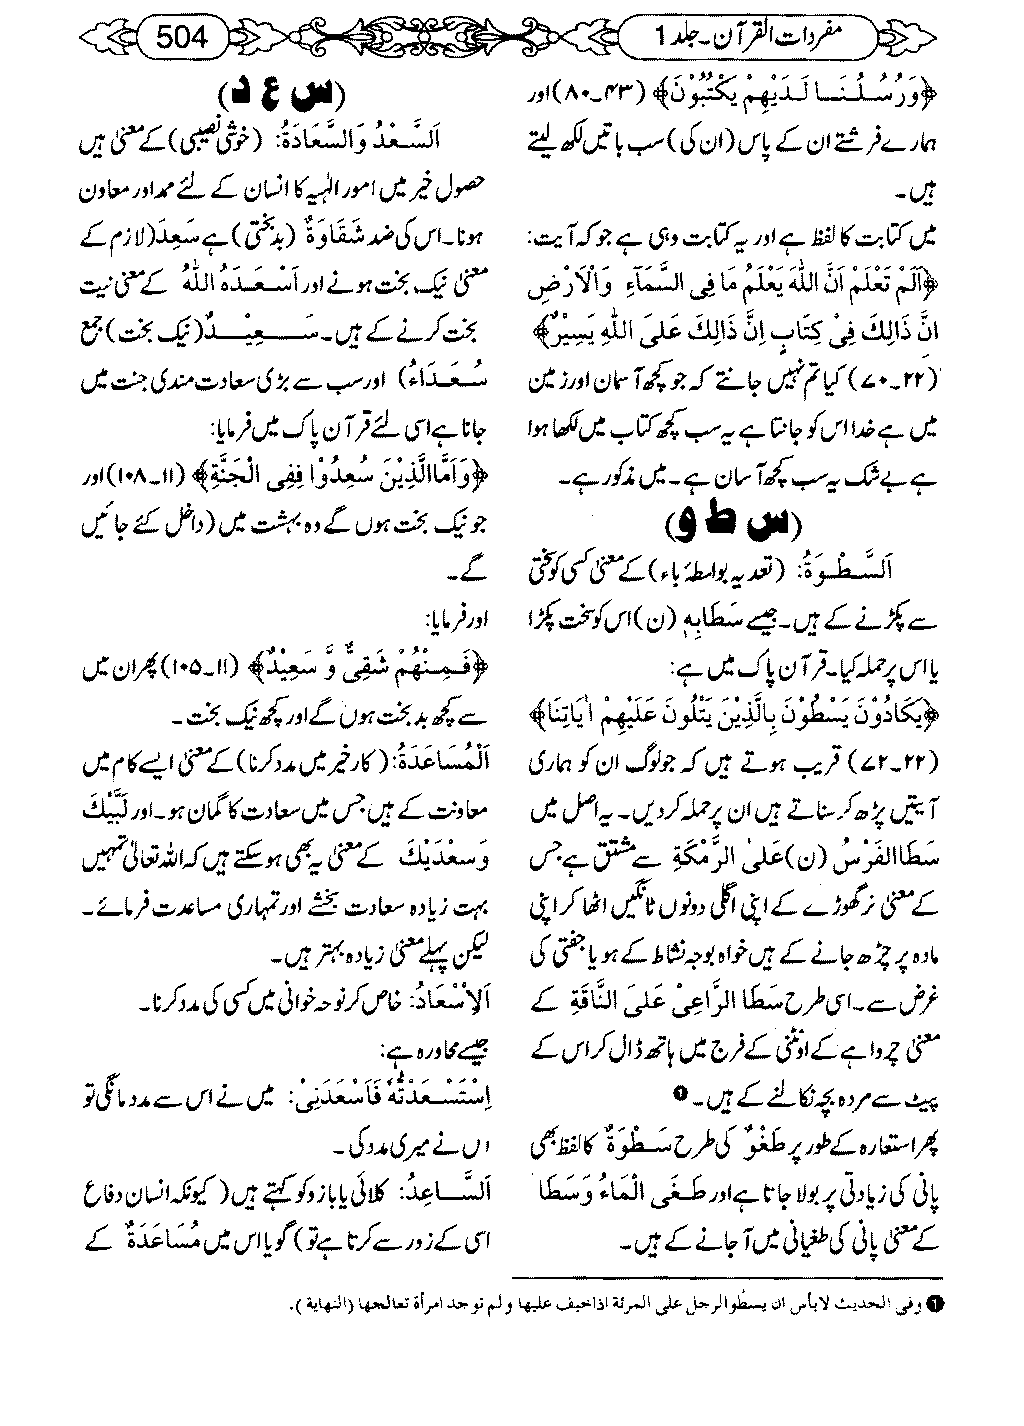 مفردات القرآن۔ جلد 1
504
﴿وَرُسُلُنَا لَدَيْهِمْ يَكْتُبُوْنَ﴾ (۴۳۔۸۰) اور
ہمارے فرشتے ان کے پاس (ان کی) سب باتیں لکھ لیتے
ہیں۔
میں کتابت کا لفظ ہے اور یہ کتابت وہی ہے جو کہ آیت:
﴿اَلَمْ تَعْلَمْ اَنَّ اللّٰهَ يَعْلَمُ مَا فِى السَّمَآءِ وَالْاَرْضِ
اِنَّ ذَالِكَ فِىْ كِتَابٍ اِنَّ ذَالِكَ عَلَى اللّٰهِ يَسِيْرٌ﴾
(۲۲۔۷۰) کیا تم نہیں جانتے کہ جو کچھ آسمان اور زمین
میں ہے خدا اس کو جانتا ہے یہ سب کچھ کتاب میں لکھا ہوا
ہے بے شک یہ سب کچھ آسان ہے۔ میں مذکور ہے۔
(س ط و)
اَلسَّطْوَةُ: (تعدیہ بواسطہ باء) کے معنیٰ کسی کو سختی
سے پکڑنے کے ہیں۔ جیسے سَطَابِهٖ (ن) اس کو سخت پکڑا
یا اس پر حملہ کیا۔ قرآن پاک میں ہے:
﴿يَكَادُوْنَ يَسْطُوْنَ بِالَّذِيْنَ يَتْلُوْنَ عَلَيْهِمْ اٰيَاتِنَا﴾
(۲۲۔۷۲) قریب ہوتے ہیں کہ جو لوگ ان کو ہماری
آیتیں پڑھ کر سناتے ہیں ان پر حملہ کردیں۔ یہ اصل میں
سَطَاالفَرْسُ (ن) عَلىٰ الرَّمْكَةِ سے مشتق ہے جس
کے معنیٰ نر گھوڑے کے اپنی اگلی دونوں ٹانگیں اٹھا کر اپنی
مادہ پر چڑھ جانے کے ہیں خواہ بوجہ نشاط کے ہو یا جفتی کی
غرض سے۔ اسی طرح سَطَا الرَّاعِىْ عَلَى النَّاقَةِ کے
معنیٰ چرواہے کے اونٹنی کے فرج میں ہاتھ ڈال کر اس کے
پیٹ سے مردہ بچہ نکالنے کے ہیں۔ ❶
پھر استعارہ کے طور پر طَغْوٌ کی طرح سَطْوَةٌ کا لفظ بھی
پانی کی زیادتی پر بولا جاتا ہے اور طَغَى الْمَاءُ وَسَطَا
کے معنیٰ پانی کی طغیانی میں آجانے کے ہیں۔
(س ع د)
اَلسَّعْدُ وَالسَّعَادَةُ: (خوش نصیبی) کے معنیٰ ہیں
حصول خیر میں امور الٰہیہ کا انسان کے لئے ممد اور معاون
ہونا۔ اس کی ضد شَقَاوَةٌ (بدبختی) ہے سَعِدَ (لازم کے
معنیٰ نیک بخت ہونے اور اَسْعَدَهُ اللّٰهُ کے معنی نیت
بخت کرنے کے ہیں۔ سَعِيْدٌ (نیک بخت) جمع
سُعَدَاءُ) اور سب سے بڑی سعادت مندی جنت میں
جانا ہے اسی لئے قرآن پاک میں فرمایا:
﴿وَاَمَّاالَّذِيْنَ سُعِدُوْا فَفِى الْجَنَّةِ﴾ (۱۱۔۱۰۸) اور
جو نیک بخت ہوں گے وہ بہشت میں (داخل کئے جائیں
گے۔
اور فرمایا:
﴿فَمِنْهُمْ شَقِىٌّ وَّ سَعِيْدٌ﴾ (۱۱۔۱۰۵) پھر ان میں
سے کچھ بدبخت ہوں گے اور کچھ نیک بخت۔
اَلْمُسَاعَدَةُ: (کار خیر میں مدد کرنا) کے معنیٰ ایسے کام میں
معاونت کے ہیں جس میں سعادت کا گمان ہو۔ اور لَبَّيْكَ
وَسَعْدَيْكَ کے معنیٰ یہ بھی ہوسکتے ہیں کہ اللہ تعالیٰ تمہیں
بہت زیادہ سعادت بخشے اور تمہاری مساعدت فرمائے۔
لیکن پہلے معنیٰ زیادہ بہتر ہیں۔
اَلْاِسْعَادُ: خاص کر نوحہ خوانی میں کسی کی مدد کرنا۔
جیسے محاورہ ہے:
اِسْتَسْعَدْتُّهٗ فَاَسْعَدَنِىْ: میں نے اس سے مدد مانگی تو
اں نے میری مدد کی۔
اَلسَّاعِدُ: کلائی یا بازو کو کہتے ہیں (کیونکہ انسان دفاع
اسی کے زور سے کرتا ہے تو) گویا اس میں مُسَاعَدَةٌ کے
❶ وفى الحديث لابأس ان يسطُوالرجل على المرئة اذاخيف عليها ولم توجد امرأة تعالجها (النهاية).